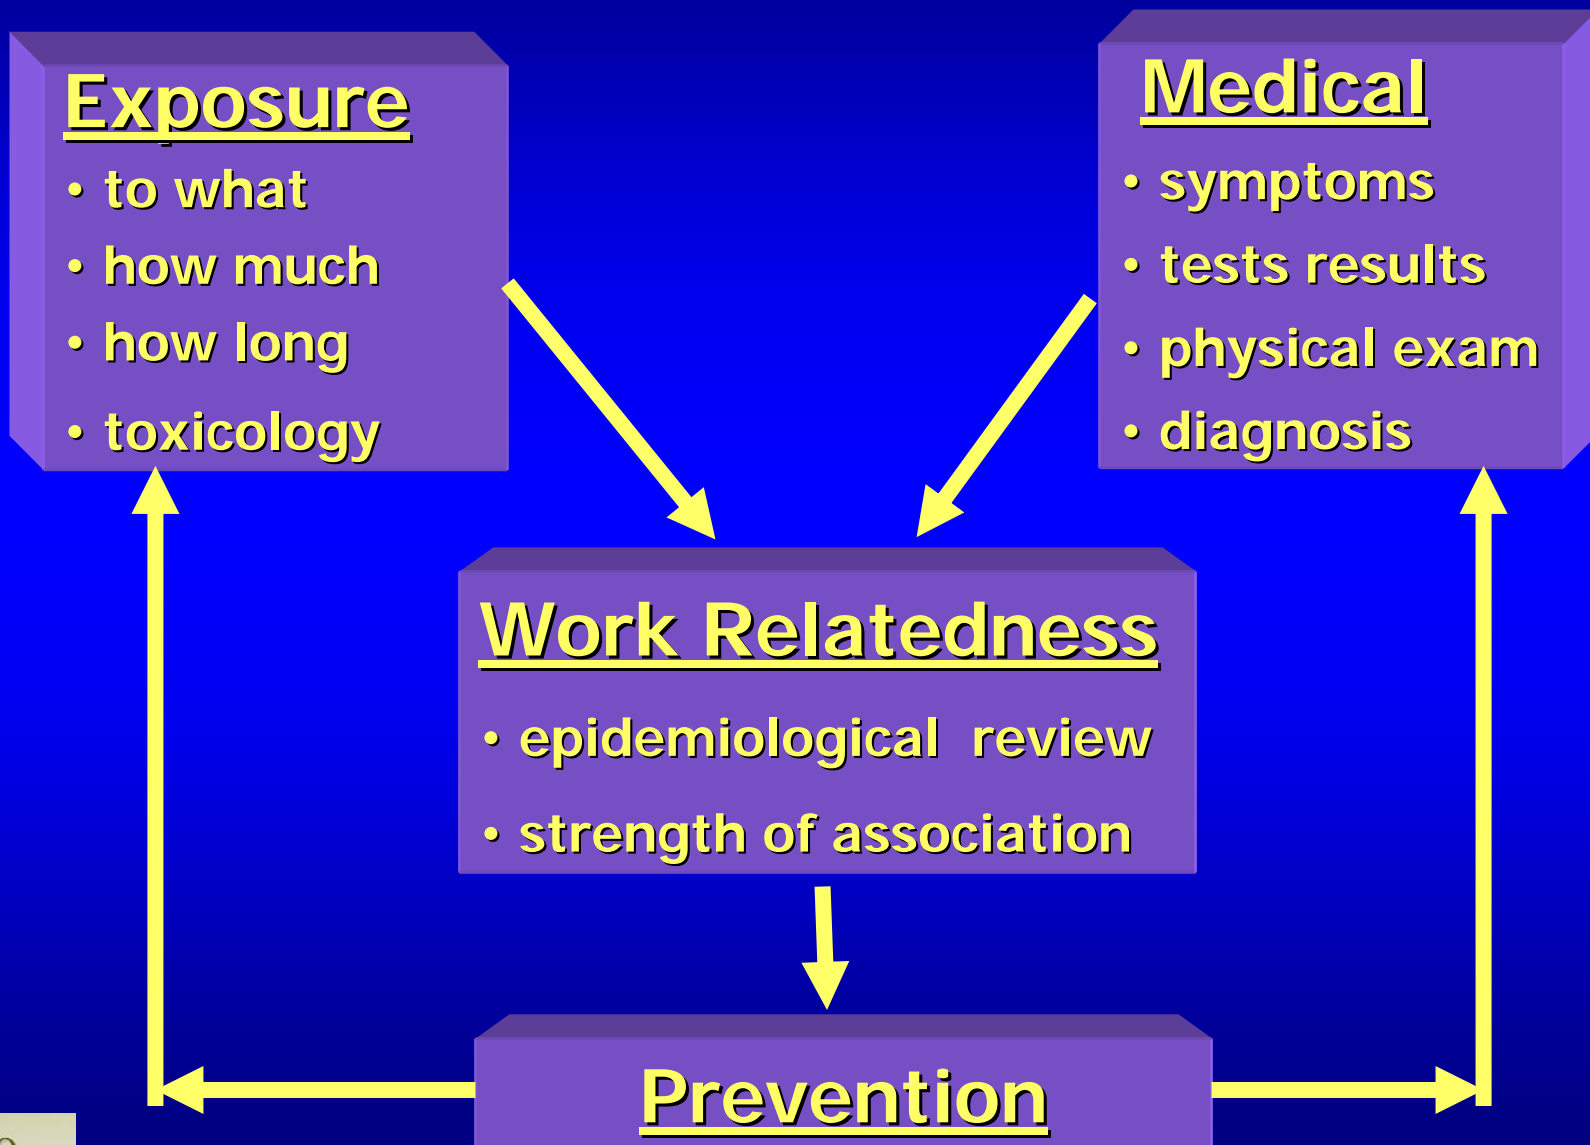 Exposure
• to what
• how much
• how long
• toxicology
Medical
• symptoms
• tests results
• physical exam
• diagnosis
Work Relatedness
• epidemiological review
• strength of association
Prevention